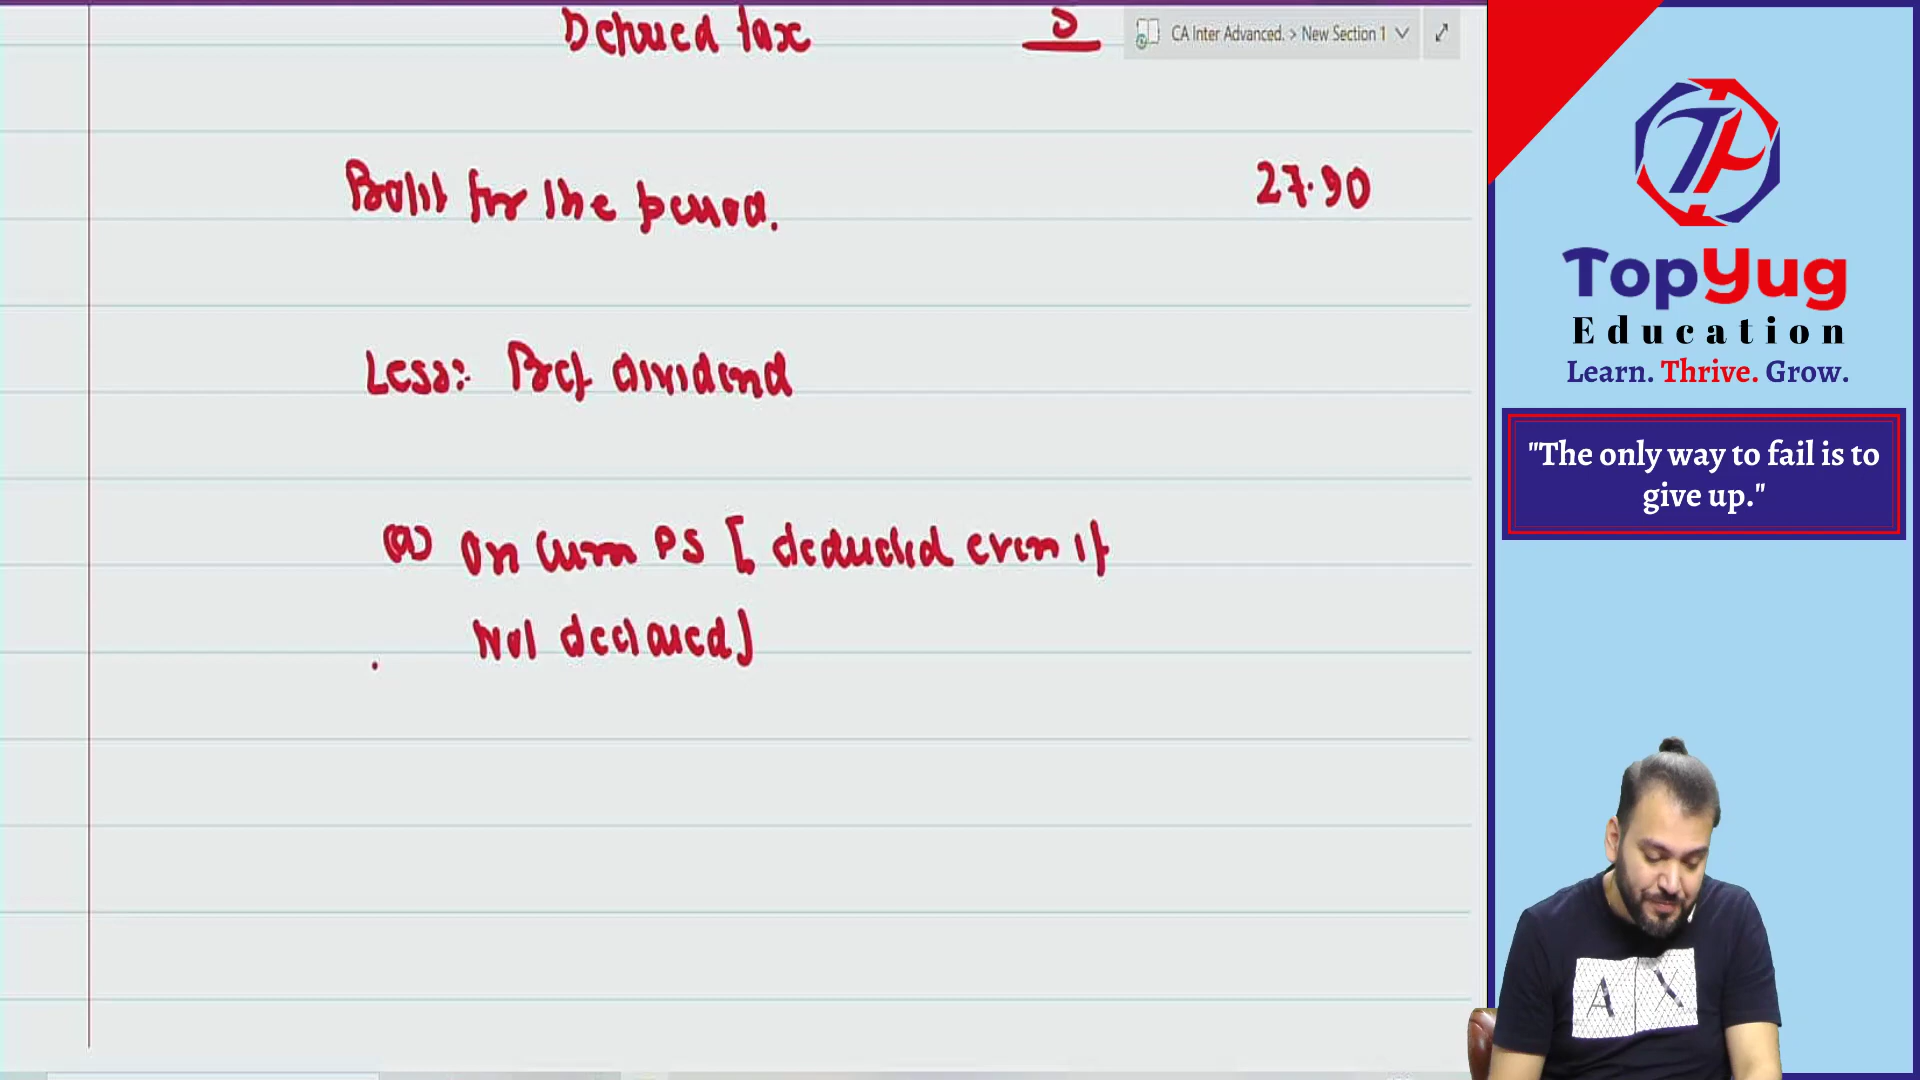 Deferred tax 5
CA Inter Advanced. > New Section 1
Profit for the period. 27.90
Less: Pref dividend
(a) On Cum PS [deducted even if
Not declared]
TopYug
Education
Learn. Thrive. Grow.
"The only way to fail is to
give up."
A X